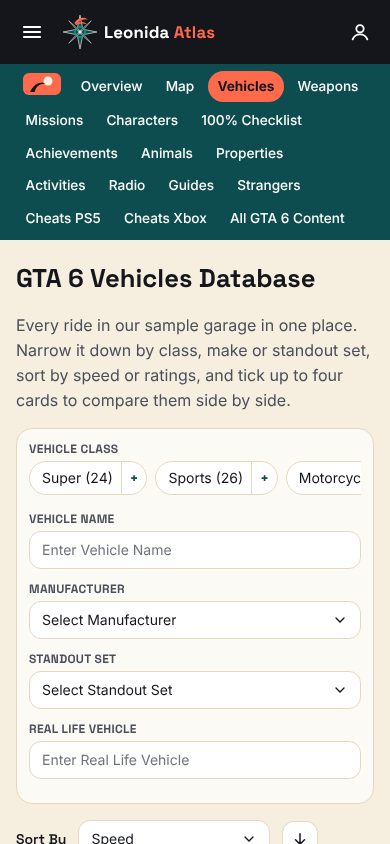 Leonida Atlas
Overview Map Vehicles Weapons
Missions Characters 100% Checklist
Achievements Animals Properties
Activities Radio Guides Strangers
Cheats PS5 Cheats Xbox All GTA 6 Content
GTA 6 Vehicles Database
Every ride in our sample garage in one place.
Narrow it down by class, make or standout set,
sort by speed or ratings, and tick up to four
cards to compare them side by side.
VEHICLE CLASS
Super (24) + Sports (26) + Motorcyc
VEHICLE NAME
Enter Vehicle Name
MANUFACTURER
Select Manufacturer
STANDOUT SET
Select Standout Set
REAL LIFE VEHICLE
Enter Real Life Vehicle
Sort By Speed